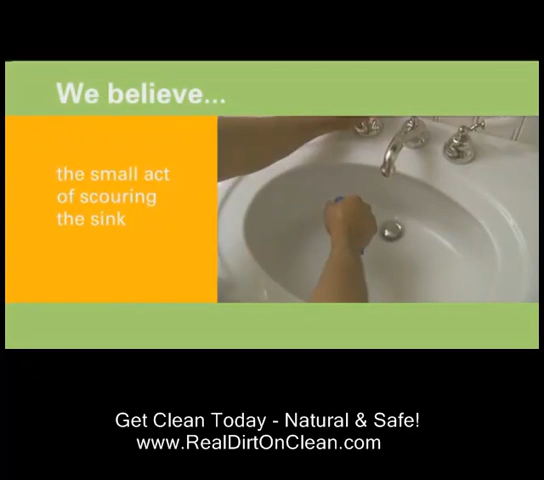 We believe...
the small act
of scouring
the sink
Get Clean Today - Natural & Safe!
www.RealDirtOnClean.com